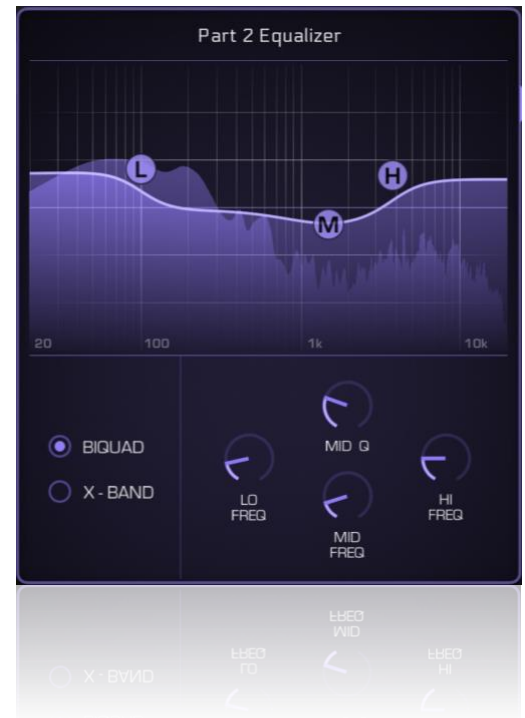 Part 2 Equalizer
L
H
M
20 100 1k 10k
BIQUAD
X - BAND
MID Q
LO
FREQ
HI
FREQ
MID
FREQ